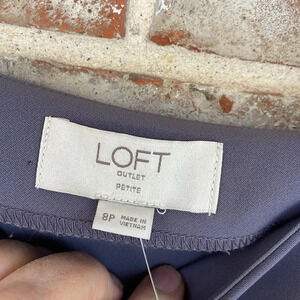 LOFT
OUTLET
PETITE
8P
MADE IN
VIETNAM